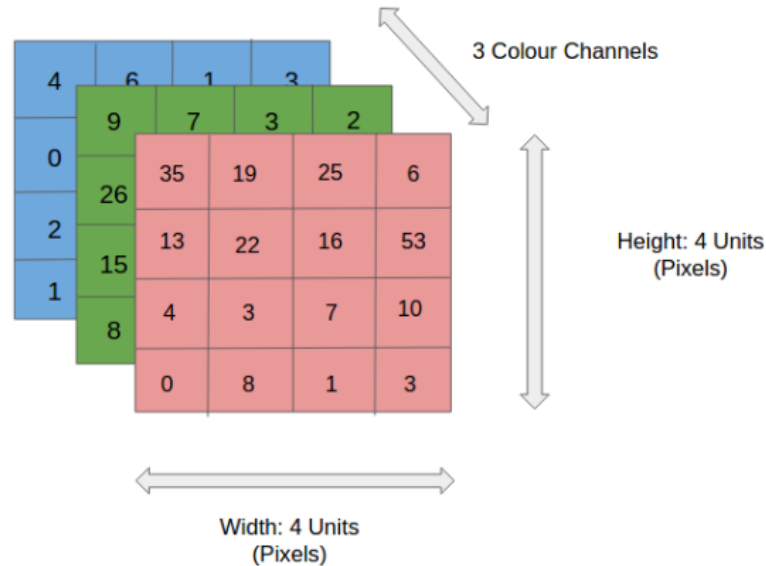 3 Colour Channels
4 6 1 3
9 7 3 2
0
35 19 25 6
26
2
13 22 16 53
Height: 4 Units
(Pixels)
15
1
4 3 7 10
8
0 8 1 3
Width: 4 Units
(Pixels)